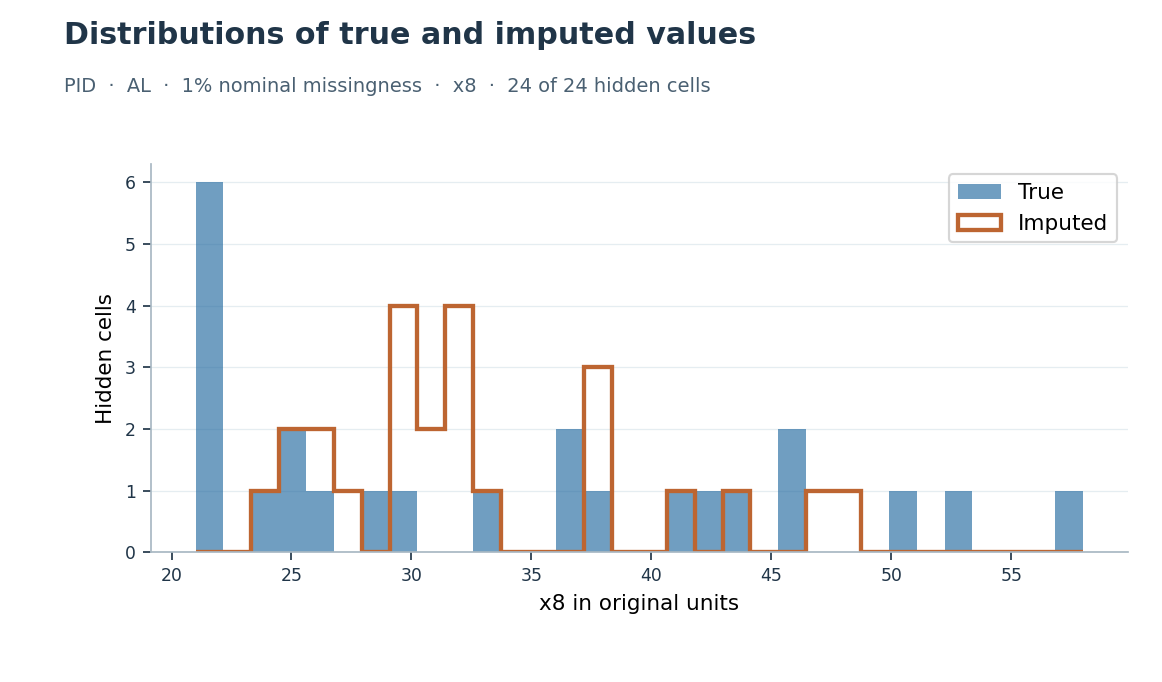 Distributions of true and imputed values
PID · AL · 1% nominal missingness · x8 · 24 of 24 hidden cells
True
Imputed
Hidden cells
6
5
4
3
2
1
0
20 25 30 35 40 45 50 55
x8 in original units